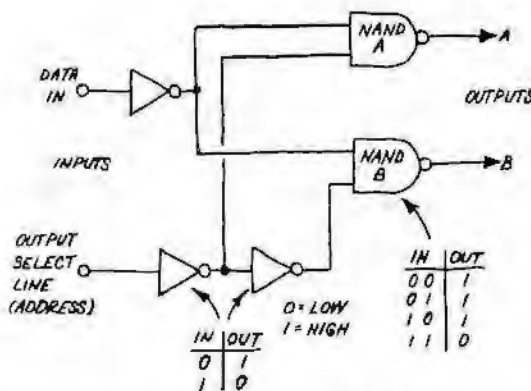 NAND
A
A
DATA
IN
OUTPUTS
INPUTS
NAND
B
B
OUTPUT
SELECT
LINE
(ADDRESS)
0 = LOW
1 = HIGH
IN OUT
0 1
1 0
IN OUT
0 0 1
0 1 1
1 0 1
1 1 0